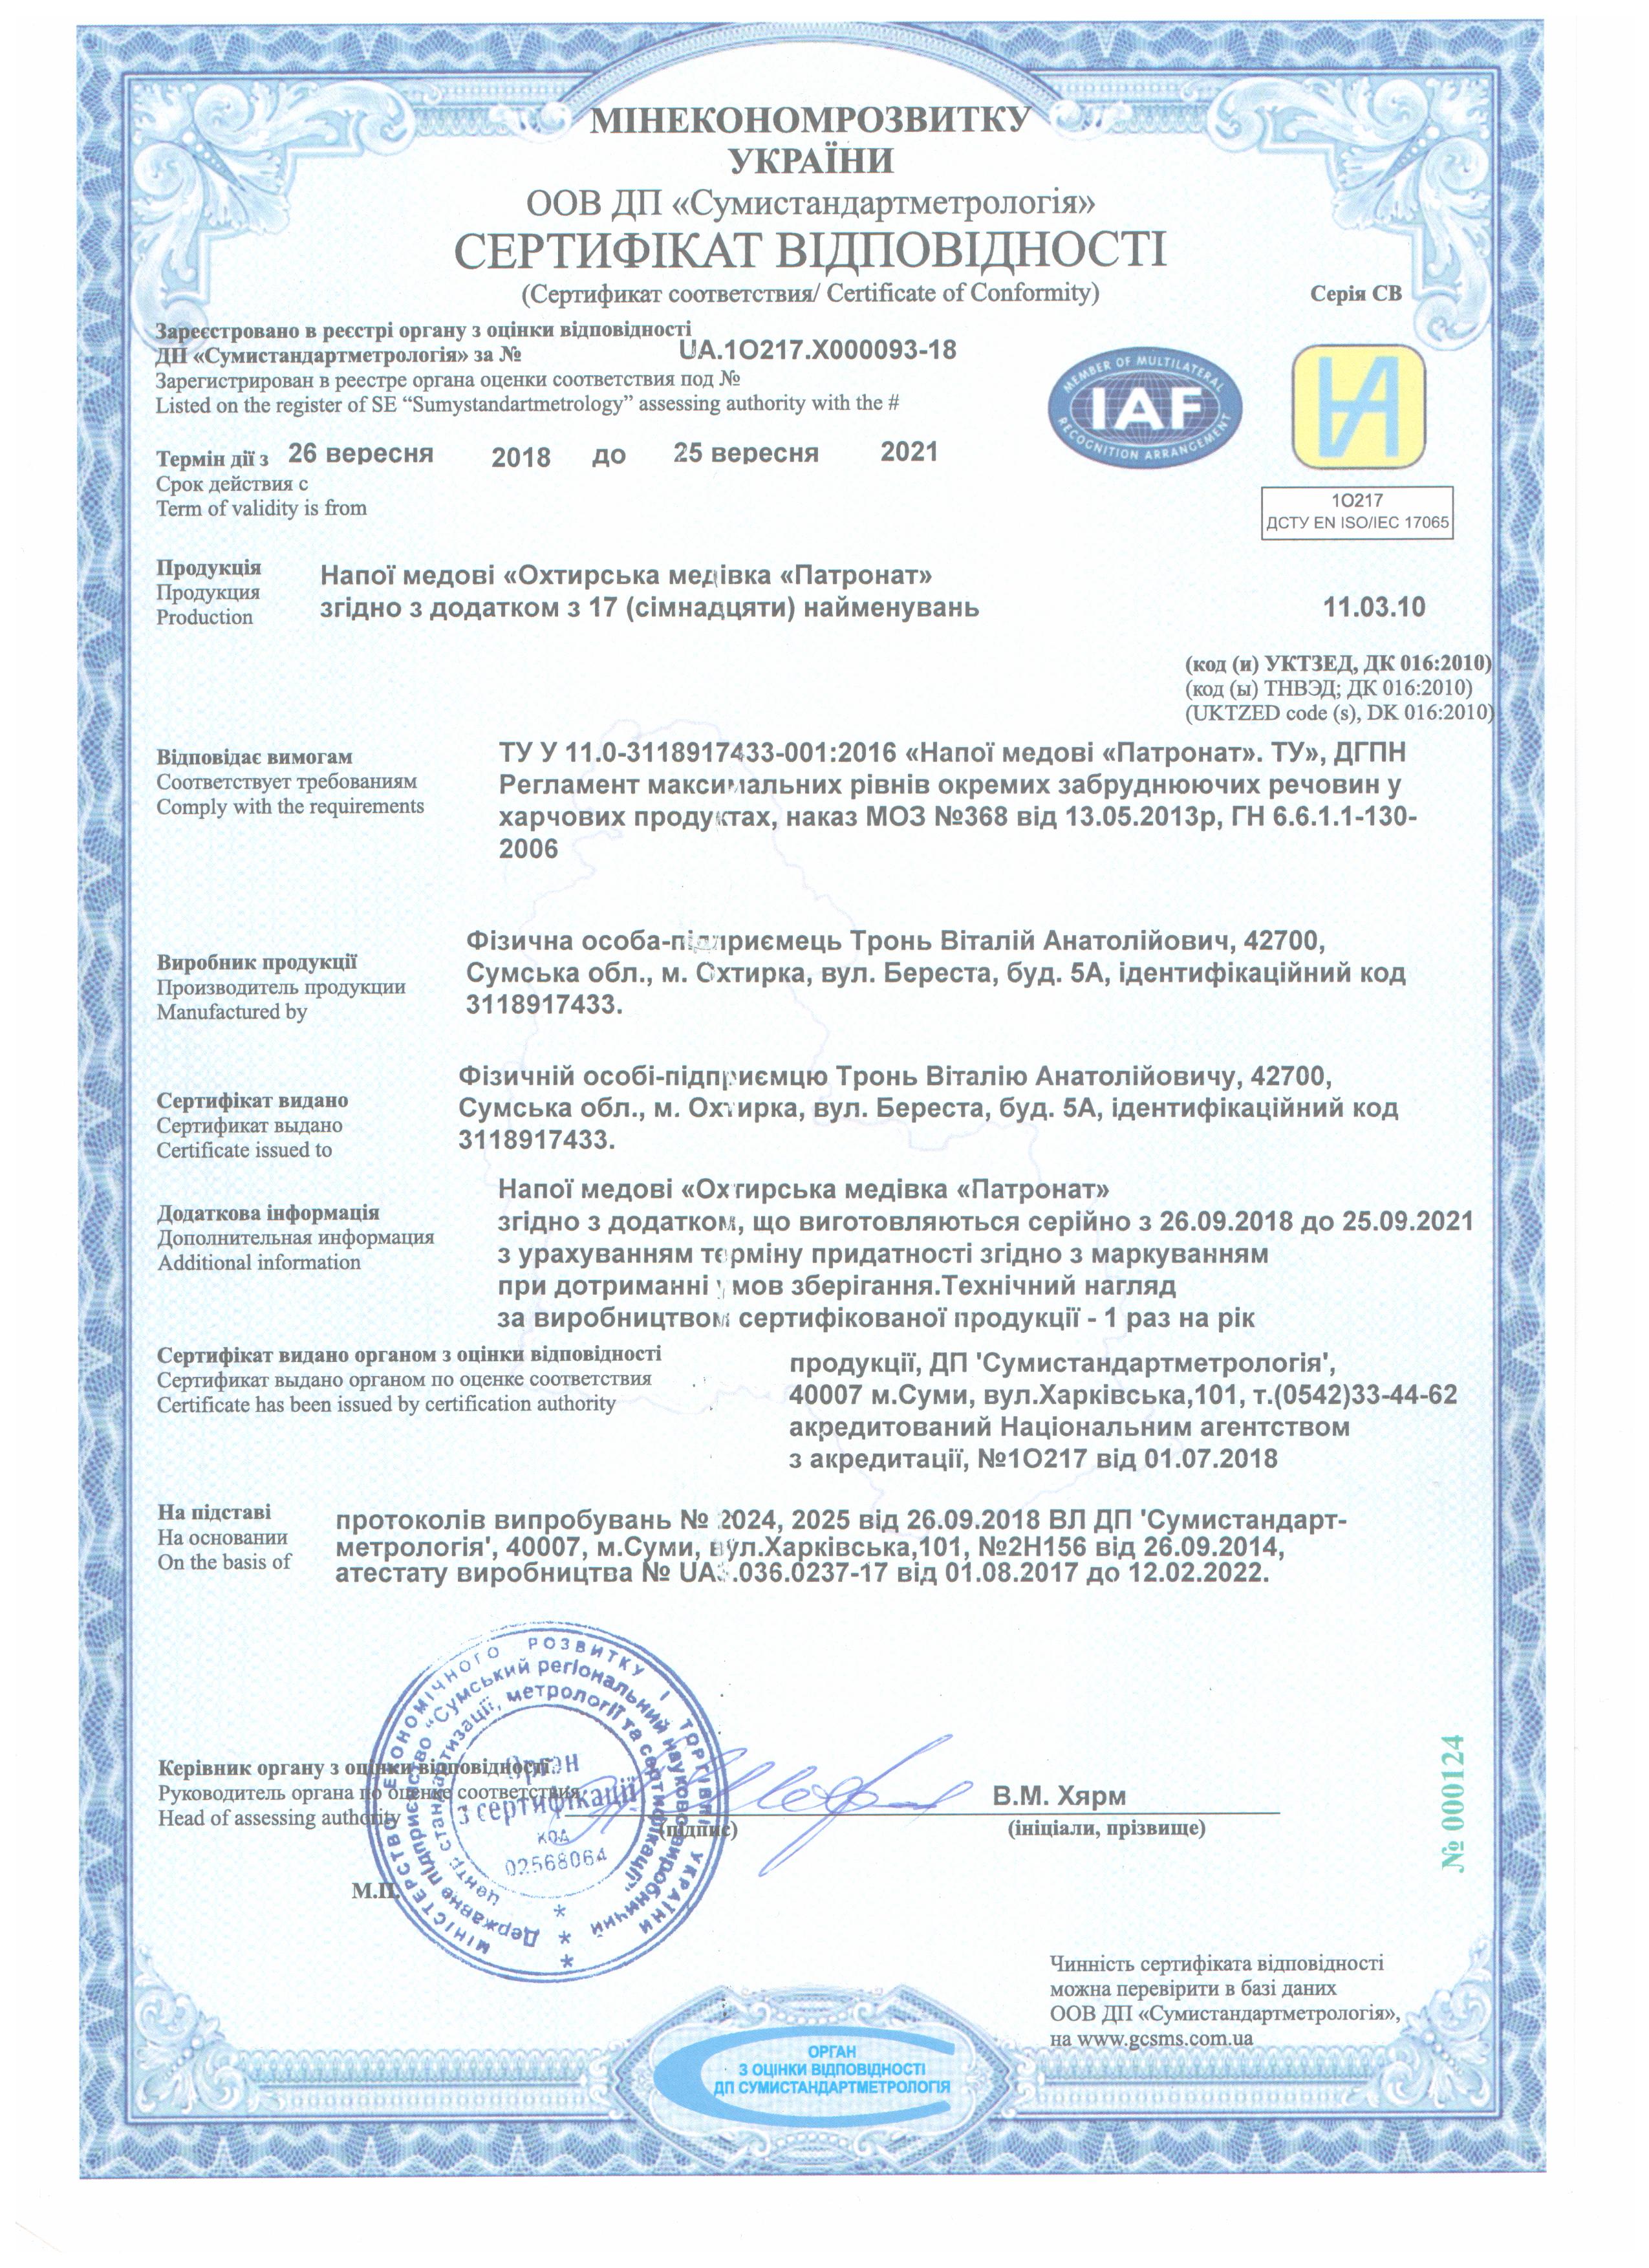 МІНЕКОНОМРОЗВИТКУ
УКРАЇНИ
ООВ ДП «Сумистандартметрологія»
СЕРТИФІКАТ ВІДПОВІДНОСТІ
(Сертификат соответствия/ Certificate of Conformity)
Серія СВ
Зареєстровано в реєстрі органу з оцінки відповідності
ДП «Сумистандартметрологія» за № UA.1O217.X000093-18
Зарегистрирован в реестре органа оценки соответствия под №
Listed on the register of SE “Sumystandartmetrology” assessing authority with the #
MEMBER OF MULTILATERAL
IAF
RECOGNITION ARRANGEMENT
Термін дії з 26 вересня 2018 до 25 вересня 2021
Срок действия с
Term of validity is from
1O217
ДСТУ EN ISO/IEC 17065
Продукція
Продукция
Production
Напої медові «Охтирська медівка «Патронат»
згідно з додатком з 17 (сімнадцяти) найменувань
11.03.10
(код (и) УКТЗЕД, ДК 016:2010)
(код (ы) ТНВЭД; ДК 016:2010)
(UKTZED code (s), DK 016:2010)
Відповідає вимогам
Соответствует требованиям
Comply with the requirements
ТУ У 11.0-3118917433-001:2016 «Напої медові «Патронат». ТУ», ДГПН
Регламент максимальних рівнів окремих забруднюючих речовин у
харчових продуктах, наказ МОЗ №368 від 13.05.2013р, ГН 6.6.1.1-130-
2006
Виробник продукції
Производитель продукции
Manufactured by
Фізична особа-підприємець Тронь Віталій Анатолійович, 42700,
Сумська обл., м. Охтирка, вул. Береста, буд. 5А, ідентифікаційний код
3118917433.
Сертифікат видано
Сертификат выдано
Certificate issued to
Фізичній особі-підприємцю Тронь Віталію Анатолійовичу, 42700,
Сумська обл., м. Охтирка, вул. Береста, буд. 5А, ідентифікаційний код
3118917433.
Додаткова інформація
Дополнительная информация
Additional information
Напої медові «Охтирська медівка «Патронат»
згідно з додатком, що виготовляються серійно з 26.09.2018 до 25.09.2021
з урахуванням терміну придатності згідно з маркуванням
при дотриманні умов зберігання.Технічний нагляд
за виробництвом сертифікованої продукції - 1 раз на рік
Сертифікат видано органом з оцінки відповідності
Сертификат выдано органом по оценке соответствия
Certificate has been issued by certification authority
продукції, ДП 'Сумистандартметрологія',
40007 м.Суми, вул.Харківська,101, т.(0542)33-44-62
акредитований Національним агентством
з акредитації, №1О217 від 01.07.2018
На підставі
На основании
On the basis of
протоколів випробувань № 2024, 2025 від 26.09.2018 ВЛ ДП 'Сумистандарт-
метрологія', 40007, м.Суми, вул.Харківська,101, №2Н156 від 26.09.2014,
атестату виробництва № UA .036.0237-17 від 01.08.2017 до 12.02.2022.
МІНІСТЕРСТВО ЕКОНОМІЧНОГО РОЗВИТКУ І ТОРГІВЛІ УКРАЇНИ
Державне підприємство “Сумський регіональний науково-виробничий
центр стандартизації, метрології та сертифікації”
Орган
з сертифікації
код
02568064
Керівник органу з оцінки відповідності
Руководитель органа по оценке соответствия
Head of assessing authority
(підпис)
В.М. Хярм
(ініціали, прізвище)
М.П.
№ 000124
Чинність сертифіката відповідності
можна перевірити в базі даних
ООВ ДП «Сумистандартметрологія»,
на www.gcsms.com.ua
ОРГАН
З ОЦІНКИ ВІДПОВІДНОСТІ
ДП СУМИСТАНДАРТМЕТРОЛОГІЯ